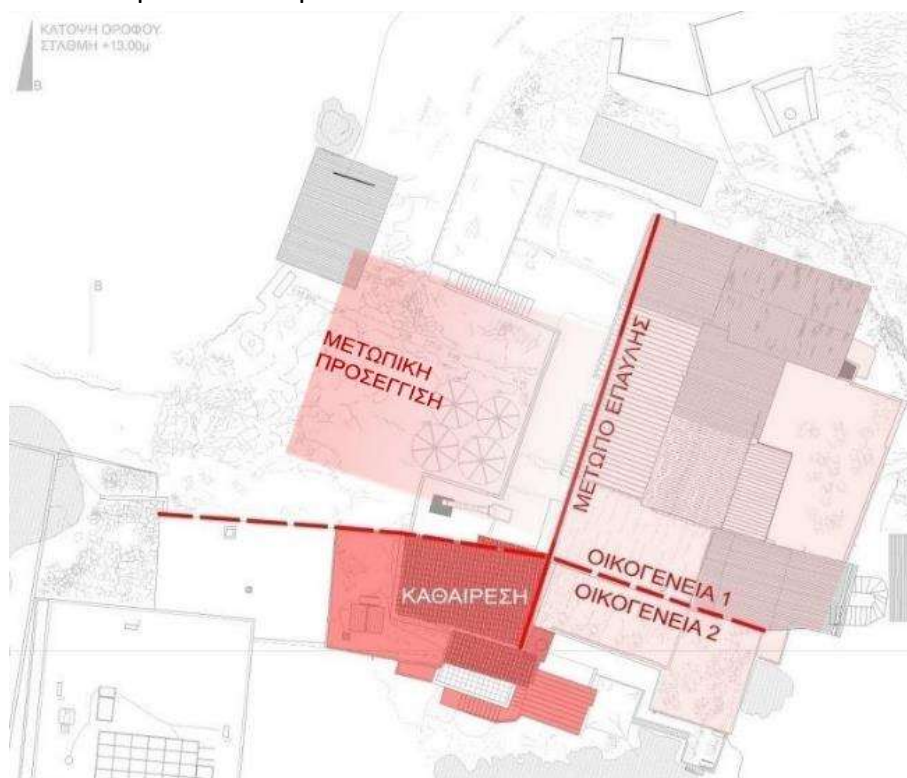 ΚΑΤΟΨΗ ΟΡΟΦΟΥ
ΣΤΑΘΜΗ +13.00μ
B
B
ΜΕΤΩΠΙΚΗ
ΠΡΟΣΕΓΓΙΣΗ
ΜΕΤΩΠΟ ΕΠΑΥΛΗΣ
ΟΙΚΟΓΕΝΕΙΑ 1
ΟΙΚΟΓΕΝΕΙΑ 2
ΚΑΘΑΙΡΕΣΗ